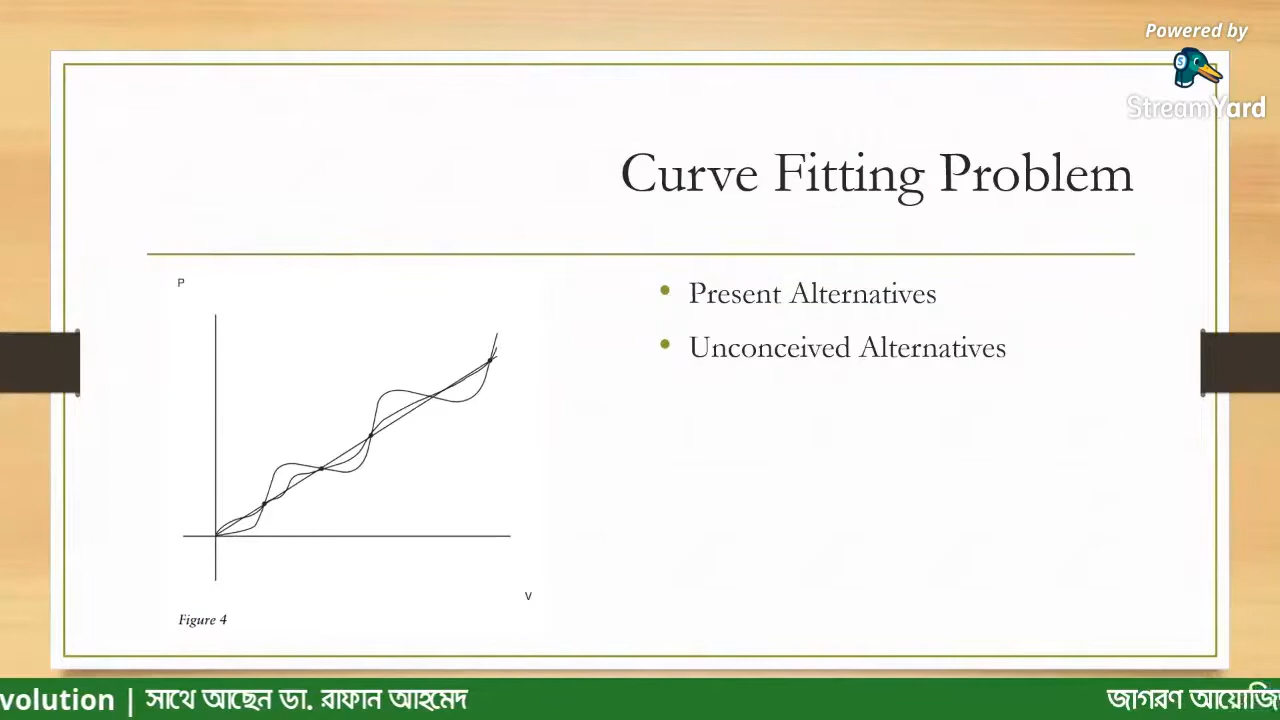 Powered by
StreamYard
Curve Fitting Problem
P
• Present Alternatives
• Unconceived Alternatives
V
Figure 4
volution | সাথে আছেন ডা. রাফান আহমেদ
জাগরণ আয়োজি